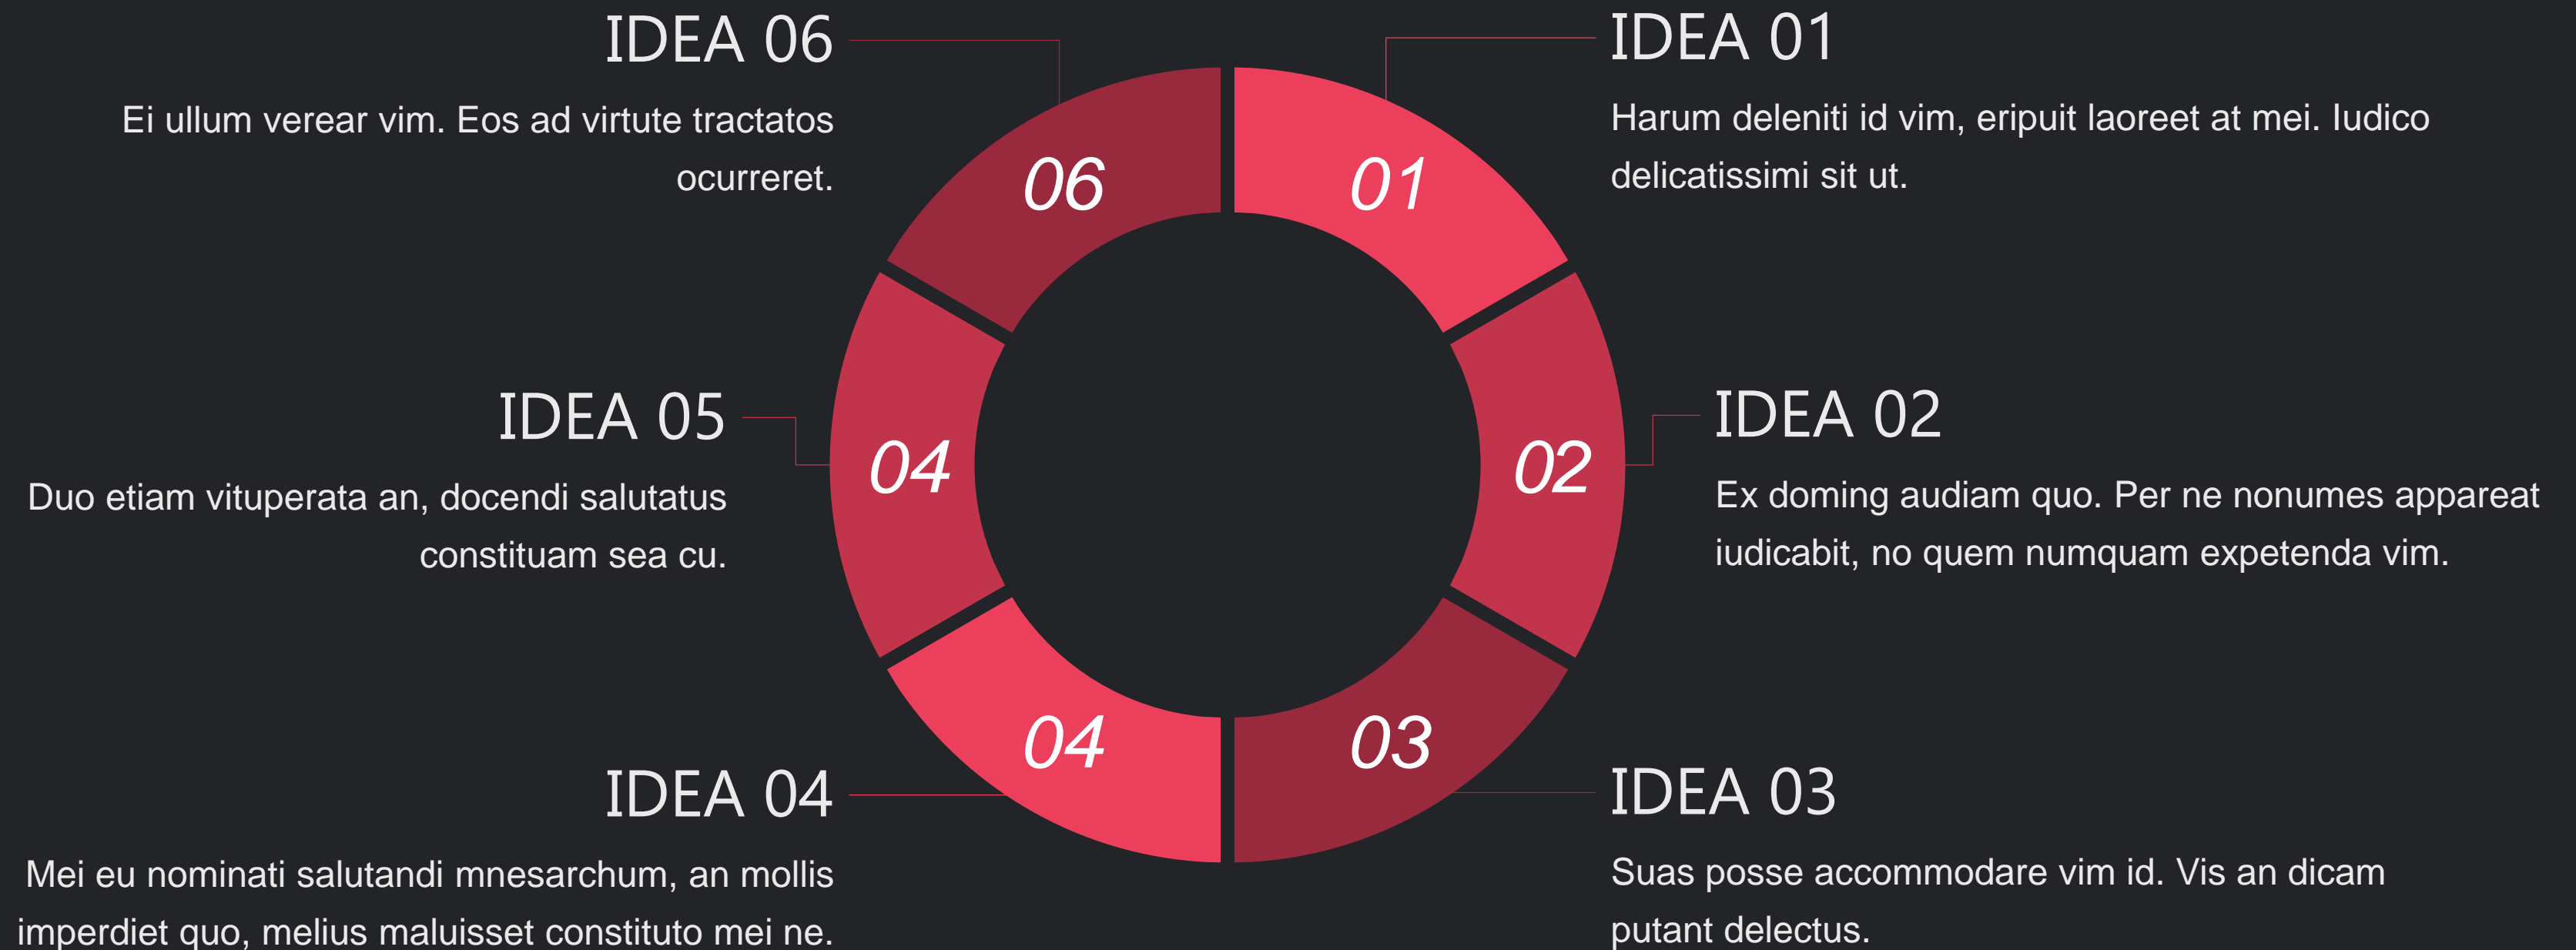 IDEA 06
Ei ullum verear vim. Eos ad virtute tractatos
ocurreret.
IDEA 01
Harum deleniti id vim, eripuit laoreet at mei. Iudico
delicatissimi sit ut.
06
01
IDEA 05
Duo etiam vituperata an, docendi salutatus
constituam sea cu.
04
02
IDEA 02
Ex doming audiam quo. Per ne nonumes appareat
iudicabit, no quem numquam expetenda vim.
04
03
IDEA 04
Mei eu nominati salutandi mnesarchum, an mollis
imperdiet quo, melius maluisset constituto mei ne.
IDEA 03
Suas posse accommodare vim id. Vis an dicam
putant delectus.